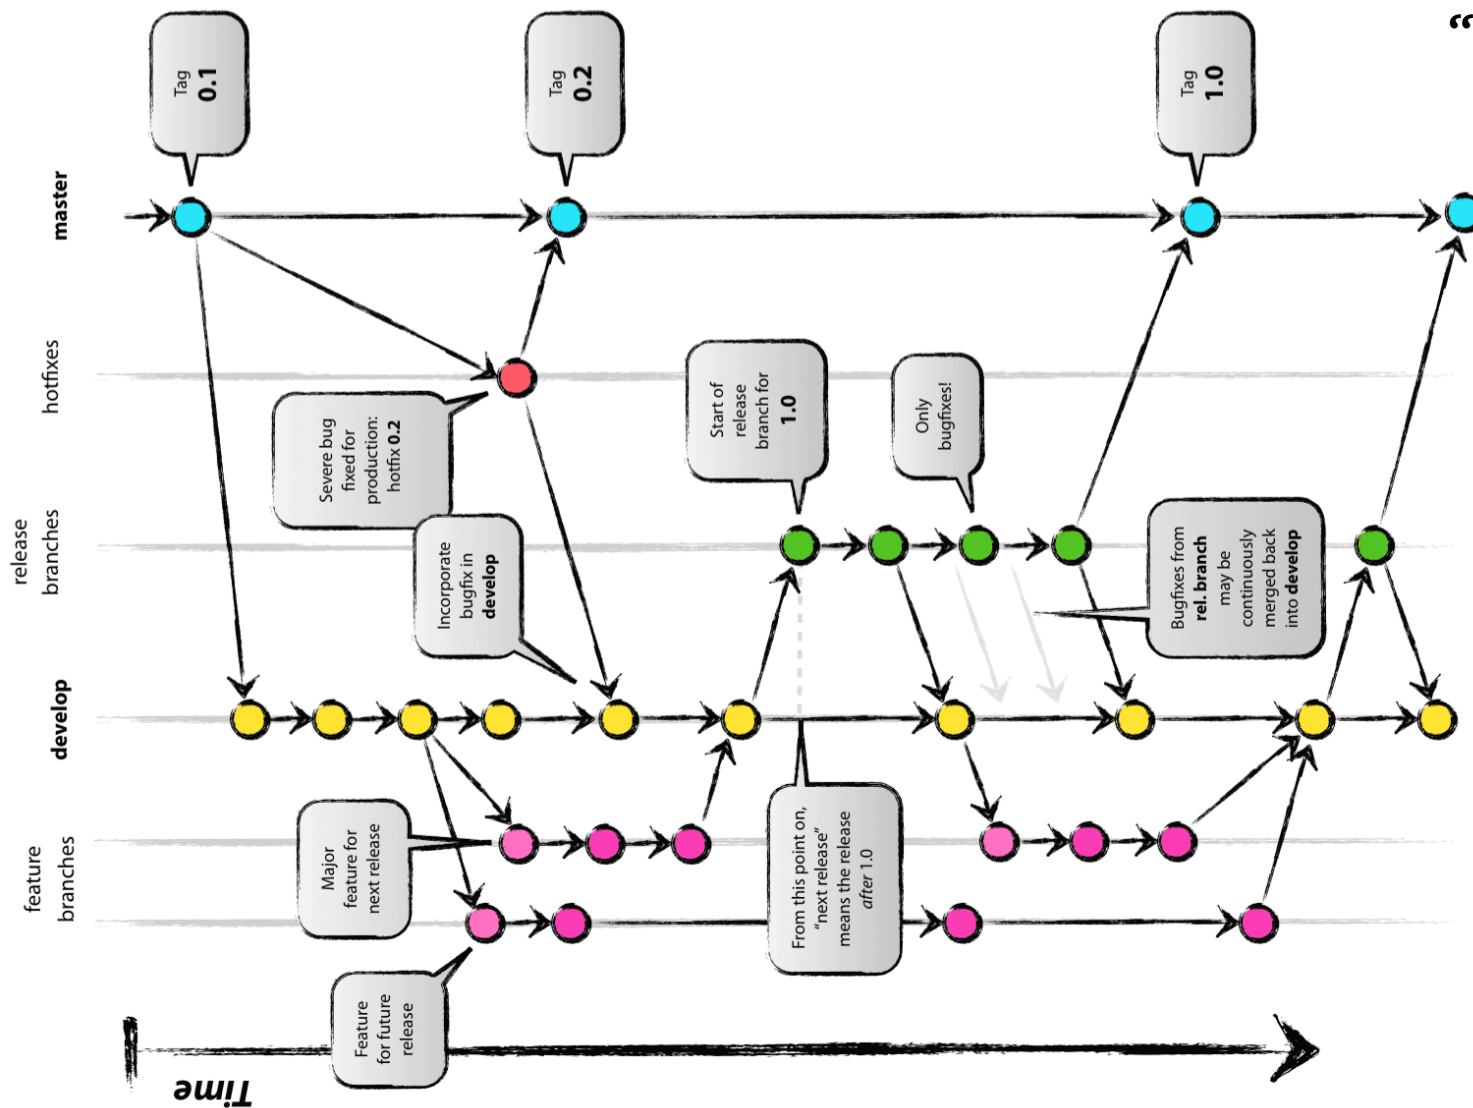 feature
branches
develop
release
branches
hotfixes
master
Time
Tag
0.1
Tag
0.2
Tag
1.0
Severe bug
fixed for
production:
hotfix 0.2
Incorporate
bugfix in
develop
Start of
release
branch for
1.0
Only
bugfixes!
Major
feature for
next release
Feature
for future
release
From this point on,
“next release”
means the release
after 1.0
Bugfixes from
rel. branch
may be
continuously
merged back
into develop
“